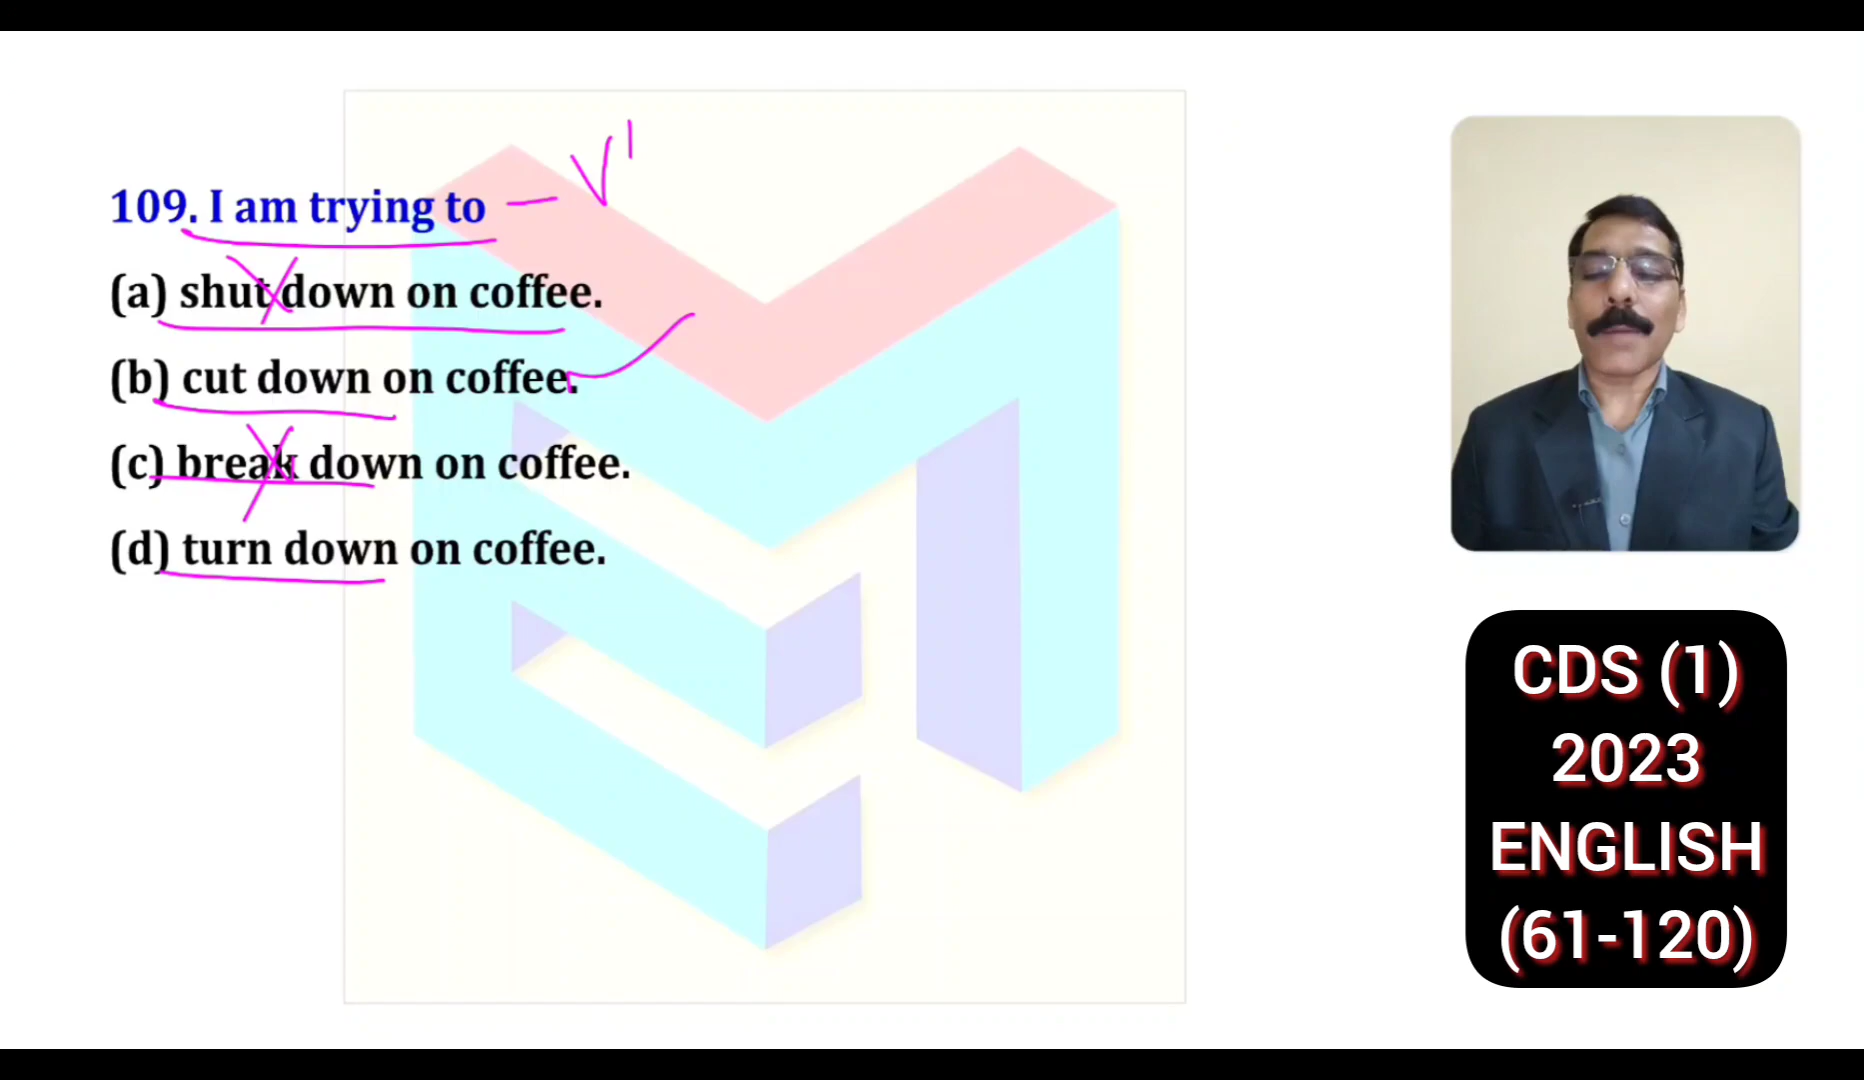 109. I am trying to — V1
(a) shut down on coffee.
(b) cut down on coffee.
(c) break down on coffee.
(d) turn down on coffee.
CDS (1)
2023
ENGLISH
(61-120)